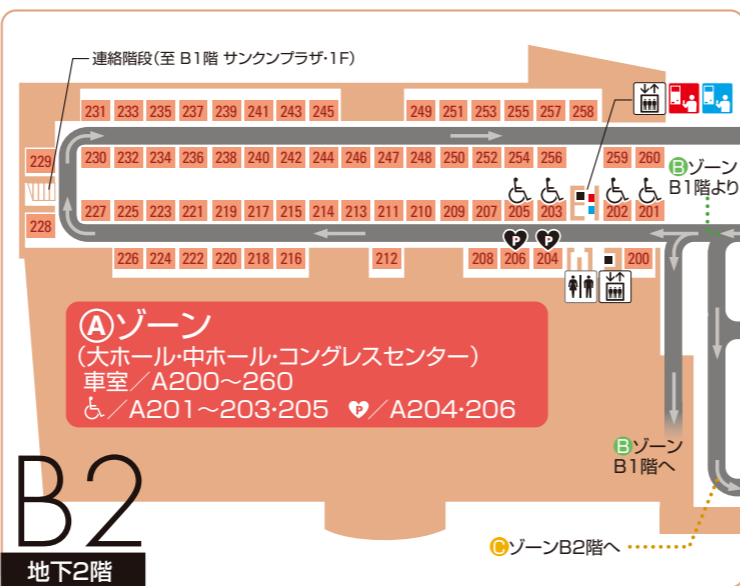 連絡階段(至 B1階 サンクンプラザ・1F)
231 233 235 237 239 241 243 245 249 251 253 255 257 258
229 230 232 234 236 238 240 242 244 246 247 248 250 252 254 256 259 260
Ⓑゾーン
B1階より
228 227 225 223 221 219 217 215 214 213 211 210 209 207 205 203 202 201
P P
226 224 222 220 218 216 212 208 206 204 200
Ⓐゾーン
(大ホール・中ホール・コングレスセンター)
車室/A200~260
♿/A201~203・205 P/A204・206
Ⓑゾーン
B1階へ
ⒸゾーンB2階へ
B2
地下2階